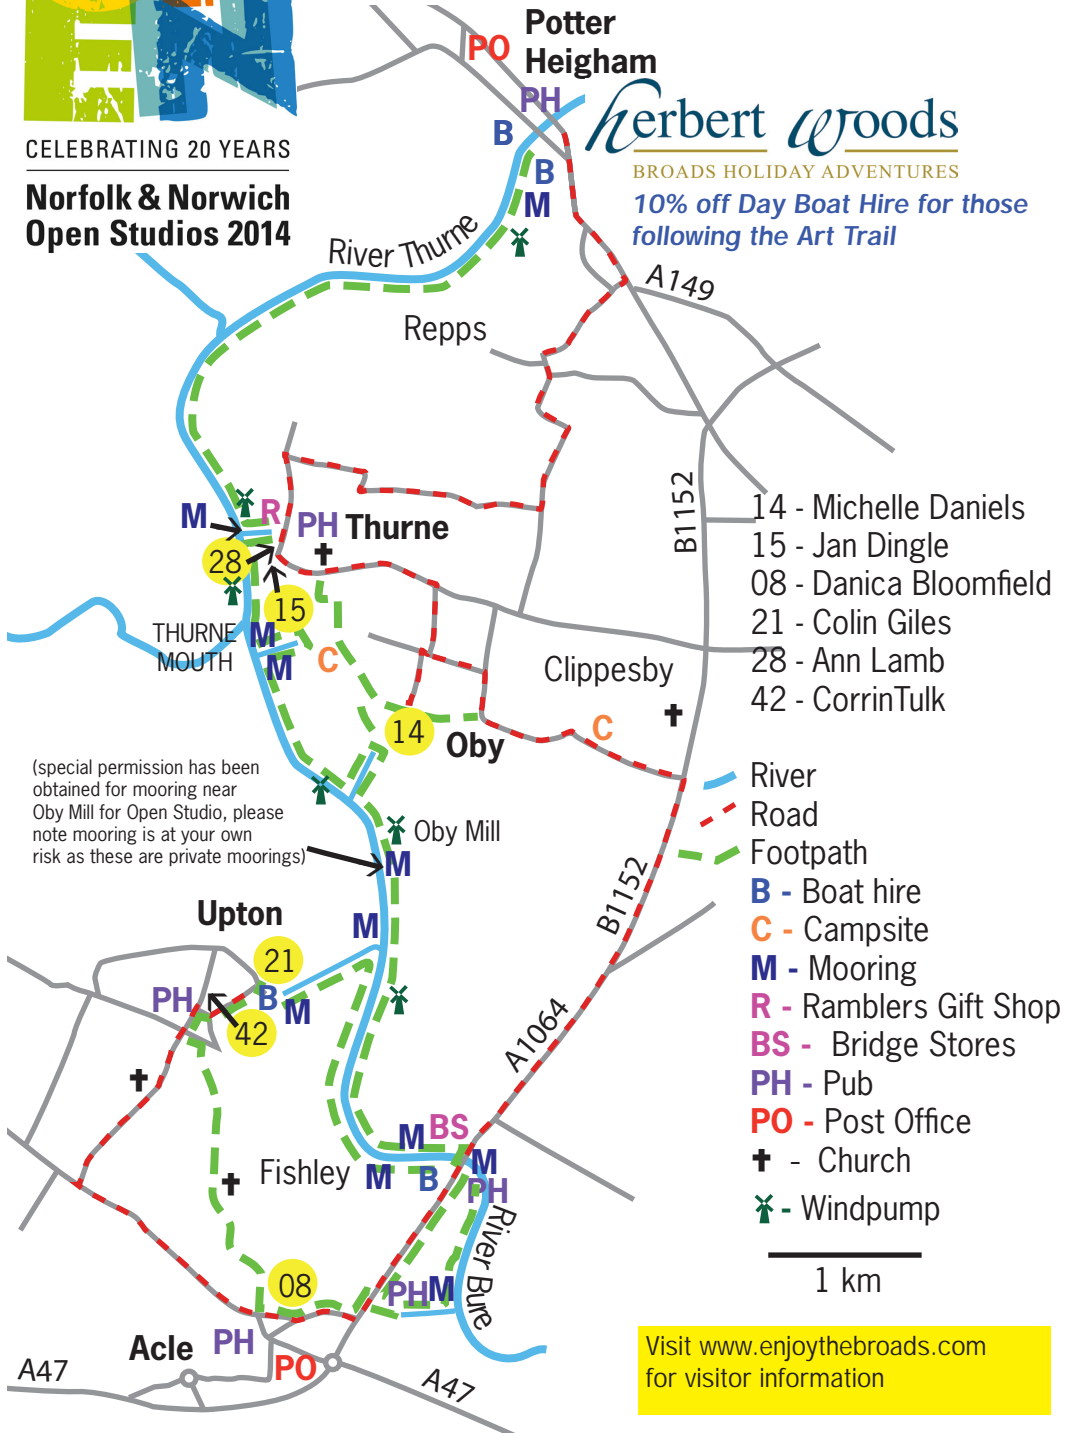 CELEBRATING 20 YEARS
Norfolk & Norwich
Open Studios 2014
Potter
Heigham
PO
PH
B
B
M
herbert woods
BROADS HOLIDAY ADVENTURES
10% off Day Boat Hire for those
following the Art Trail
River Thurne
A149
Repps
B1152
M
R
PH
Thurne
28
15
THURNE
MOUTH
M
M
C
Clippesby
C
14
Oby
14 - Michelle Daniels
15 - Jan Dingle
08 - Danica Bloomfield
21 - Colin Giles
28 - Ann Lamb
42 - CorrinTulk
(special permission has been
obtained for mooring near
Oby Mill for Open Studio, please
note mooring is at your own
risk as these are private moorings)
Oby Mill
M
B1152
Upton
M
21
PH
B
M
42
A1064
River
Road
Footpath
B - Boat hire
C - Campsite
M - Mooring
R - Ramblers Gift Shop
BS - Bridge Stores
PH - Pub
PO - Post Office
- Church
- Windpump
1 km
M
BS
Fishley
M
B
M
PH
River Bure
08
PH
M
Acle
PH
PO
A47
A47
Visit www.enjoythebroads.com
for visitor information